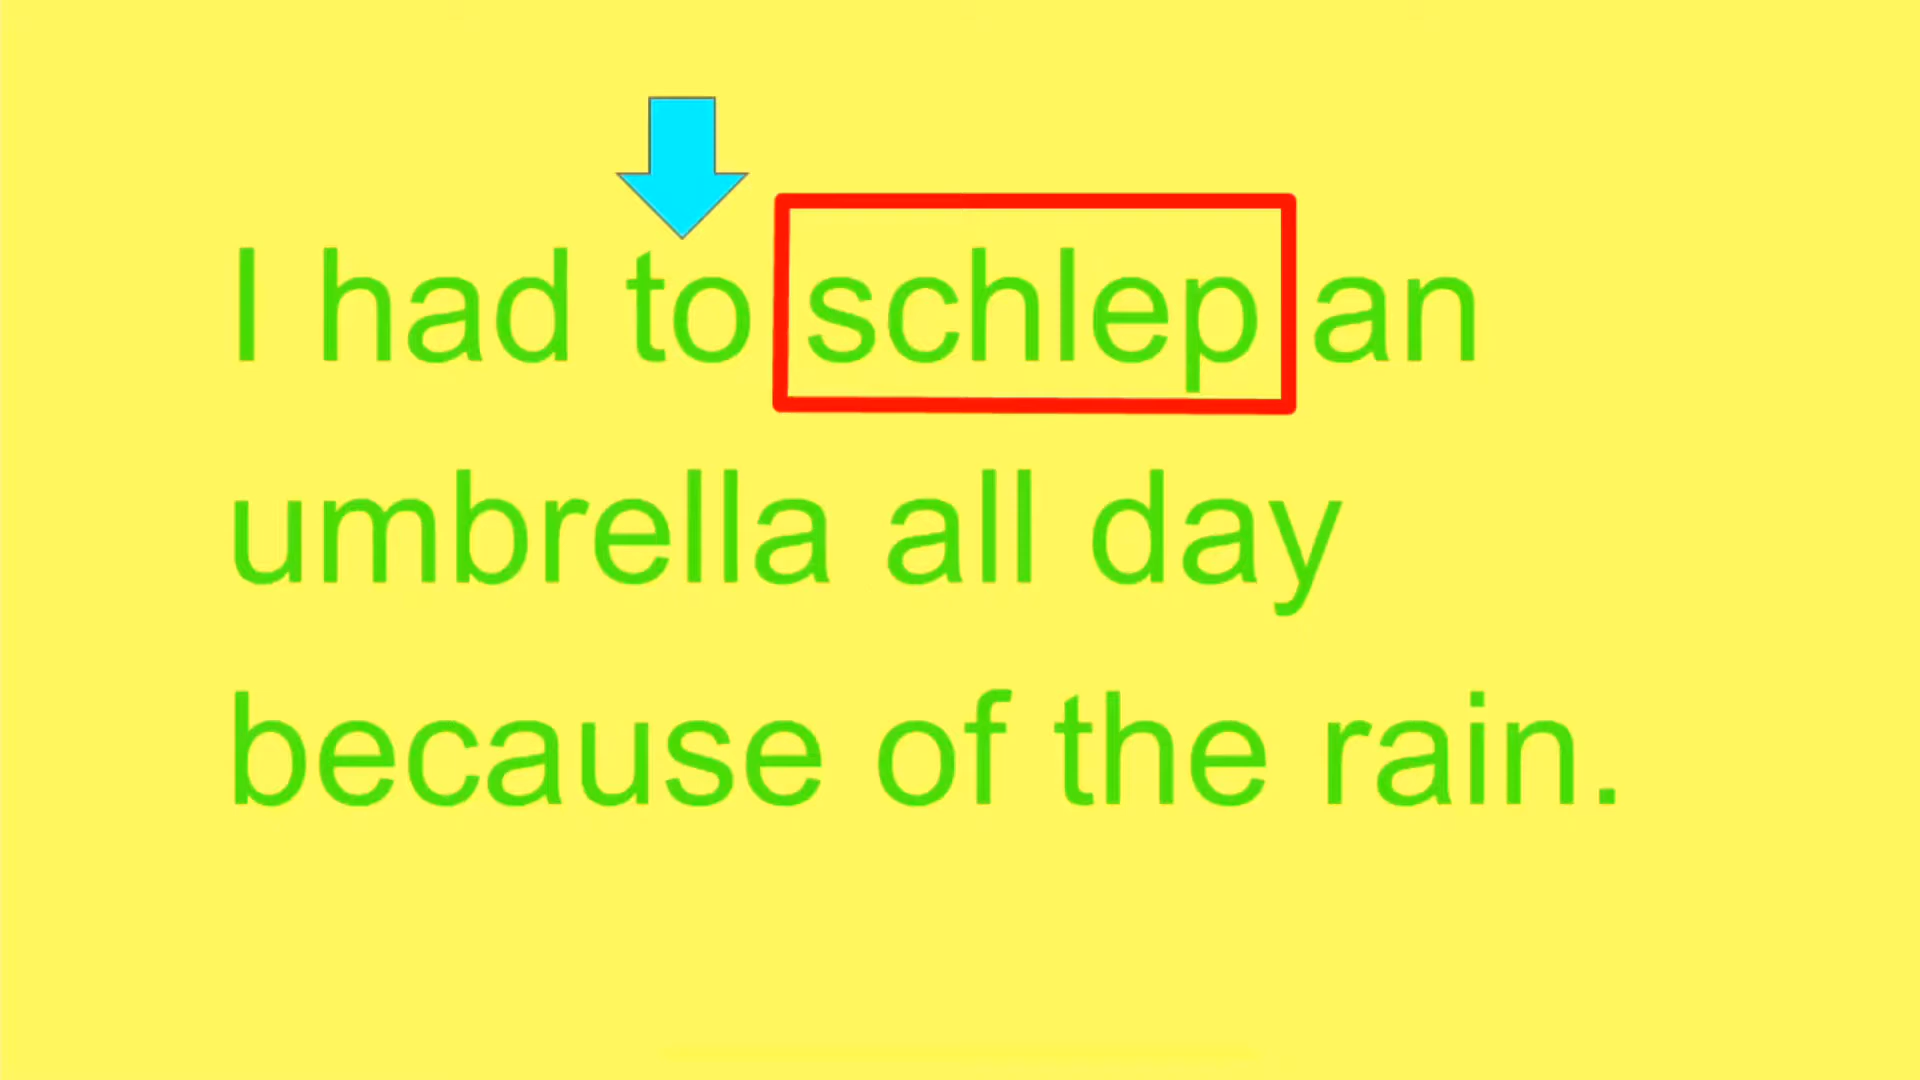 I had to schlep an
umbrella all day
because of the rain.